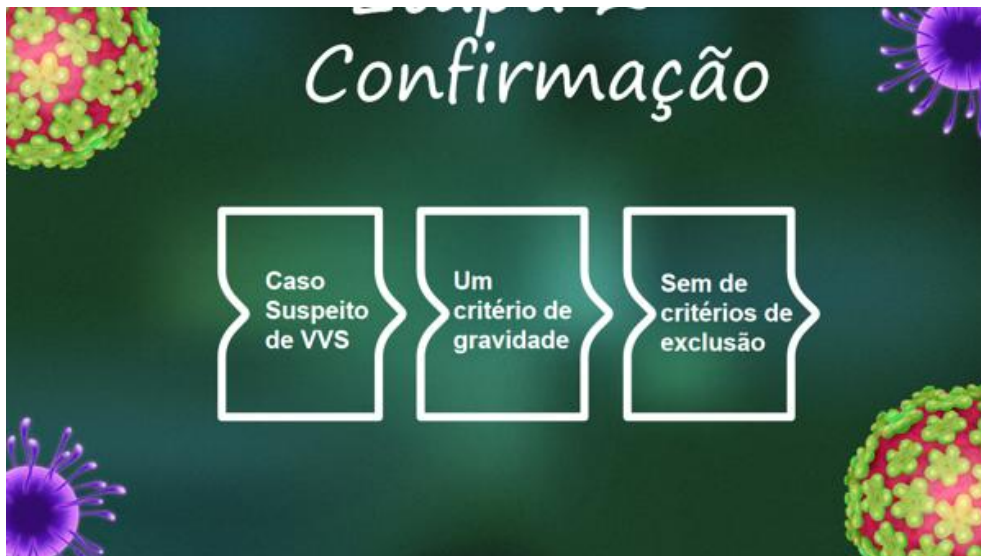 Confirmação
Caso
Suspeito
de VVS
Um
critério de
gravidade
Sem de
critérios de
exclusão